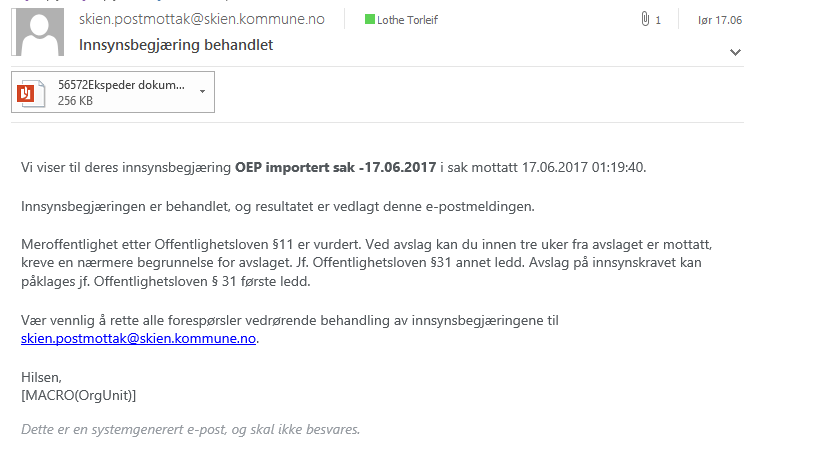 skien.postmottak@skien.kommune.no Lothe Torleif 1 lør 17.06
Innsynsbegjæring behandlet
56572Ekspeder dokum...
256 KB
Vi viser til deres innsynsbegjæring OEP importert sak -17.06.2017 i sak mottatt 17.06.2017 01:19:40.
Innsynsbegjæringen er behandlet, og resultatet er vedlagt denne e-postmeldingen.
Meroffentlighet etter Offentlighetsloven §11 er vurdert. Ved avslag kan du innen tre uker fra avslaget er mottatt,
kreve en nærmere begrunnelse for avslaget. Jf. Offentlighetsloven §31 annet ledd. Avslag på innsynskravet kan
påklages jf. Offentlighetsloven § 31 første ledd.
Vær vennlig å rette alle forespørsler vedrørende behandling av innsynsbegjæringene til
skien.postmottak@skien.kommune.no.
Hilsen,
[MACRO(OrgUnit)]
Dette er en systemgenerert e-post, og skal ikke besvares.